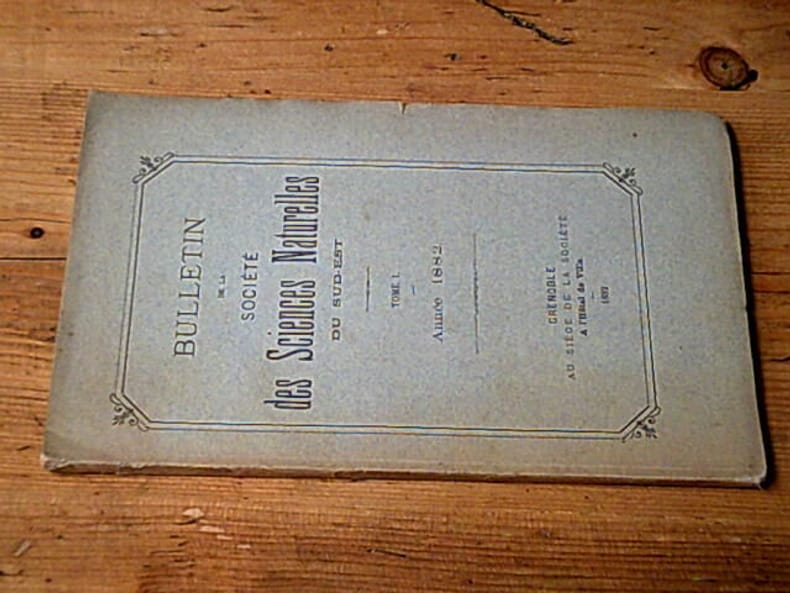 BULLETIN
DE LA
SOCIÉTÉ
des Sciences Naturelles
DU SUD-EST
TOME I.
Année 1882
GRENOBLE
AU SIÈGE DE LA SOCIÉTÉ
A l'Hôtel de Ville